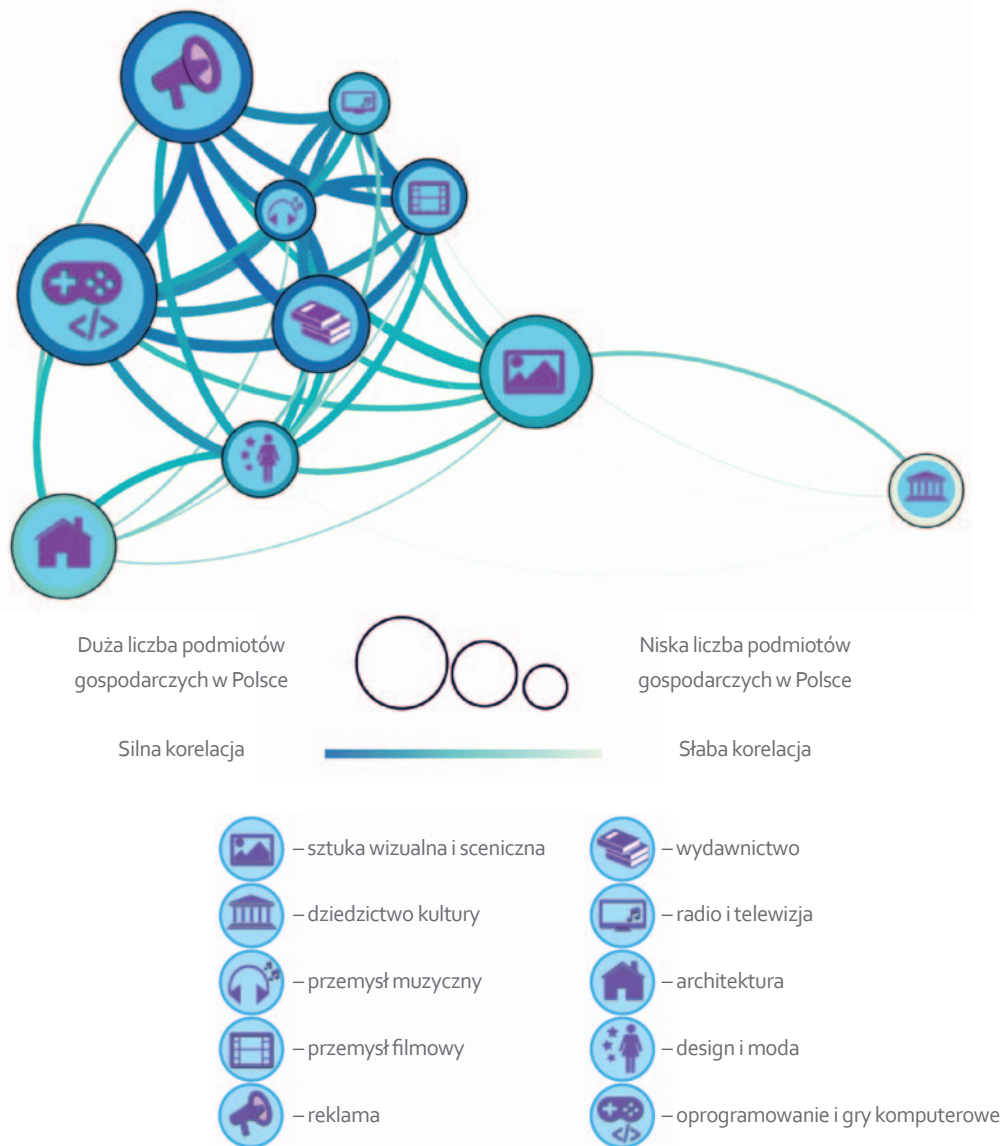 Duża liczba podmiotów
gospodarczych w Polsce
Niska liczba podmiotów
gospodarczych w Polsce
Silna korelacja
Słaba korelacja
– sztuka wizualna i sceniczna
– wydawnictwo
– dziedzictwo kultury
– radio i telewizja
– przemysł muzyczny
– architektura
– przemysł filmowy
– design i moda
– reklama
– oprogramowanie i gry komputerowe